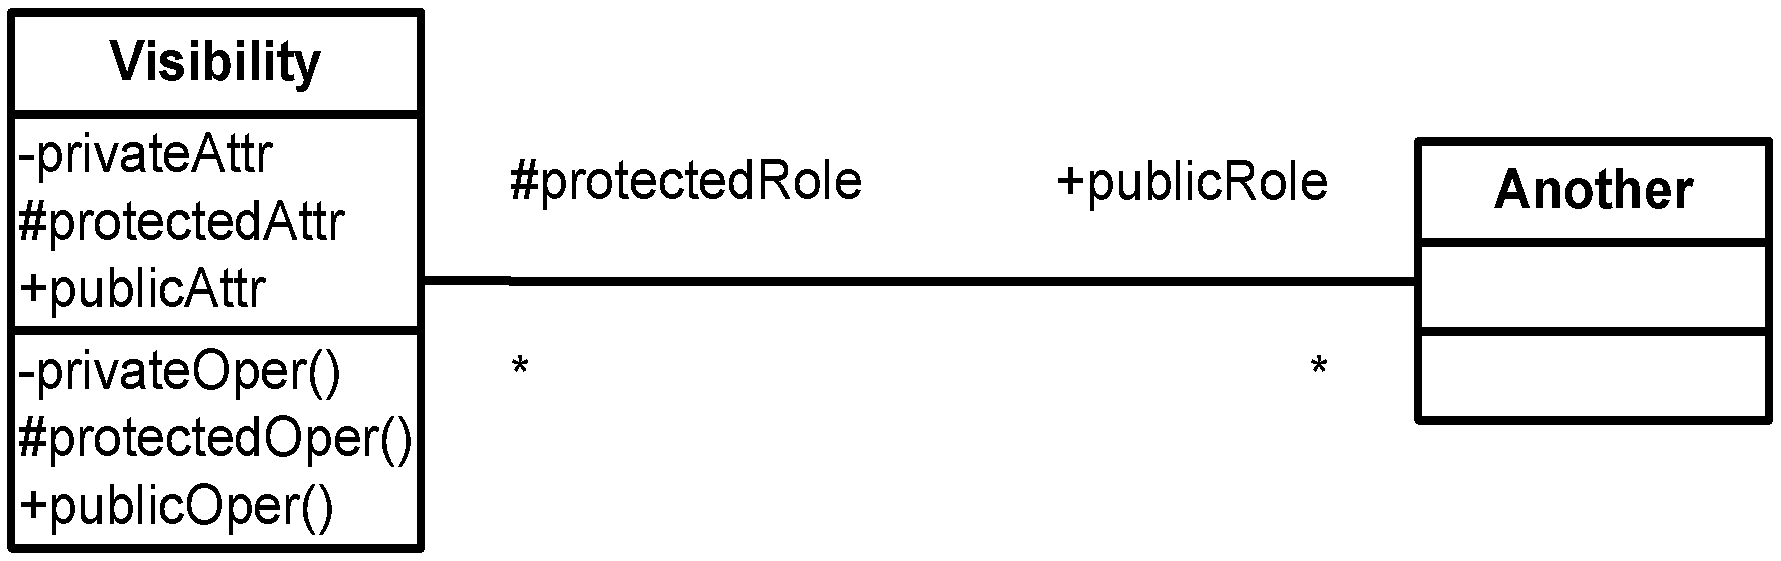 Visibility
-privateAttr
#protectedAttr
+publicAttr
-privateOper()
#protectedOper()
+publicOper()
#protectedRole
+publicRole
*
*
Another